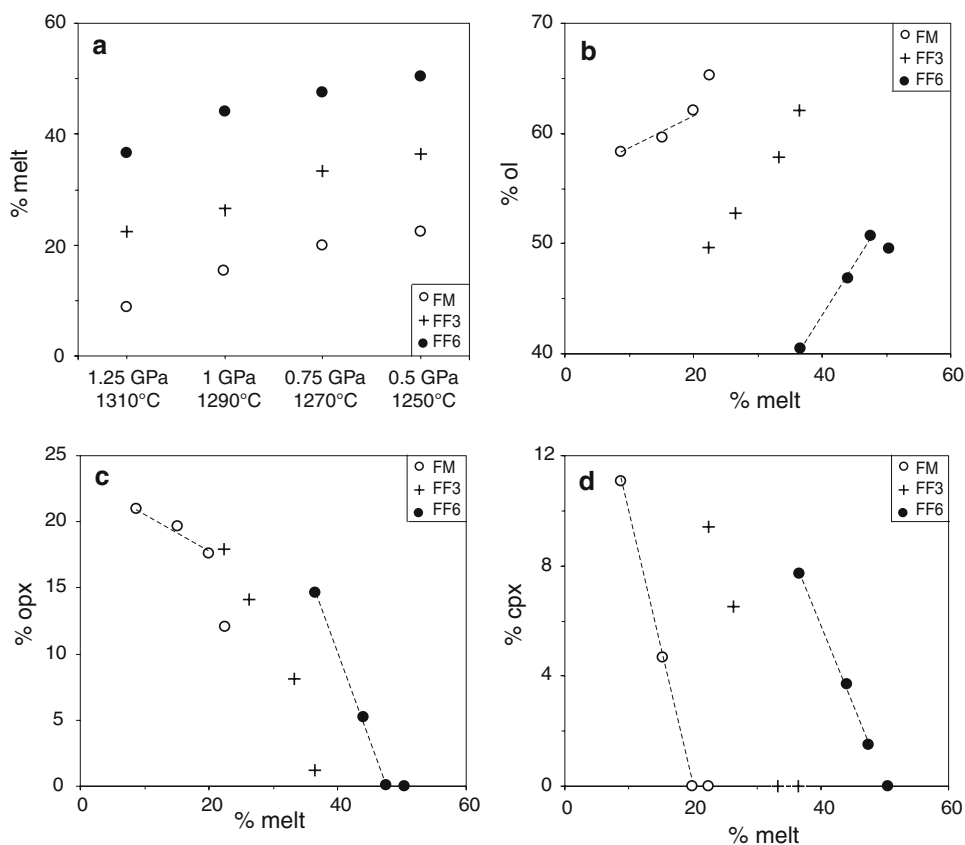 60
40
20
0
% melt
a
FM
FF3
FF6
1.25 GPa 1 GPa 0.75 GPa 0.5 GPa
1310°C 1290°C 1270°C 1250°C
70
60
50
40
% ol
b
FM
FF3
FF6
0 20 40 60
% melt
25
20
15
10
5
0
% opx
c
FM
FF3
FF6
0 20 40 60
% melt
12
8
4
0
% cpx
d
FM
FF3
FF6
0 20 40 60
% melt